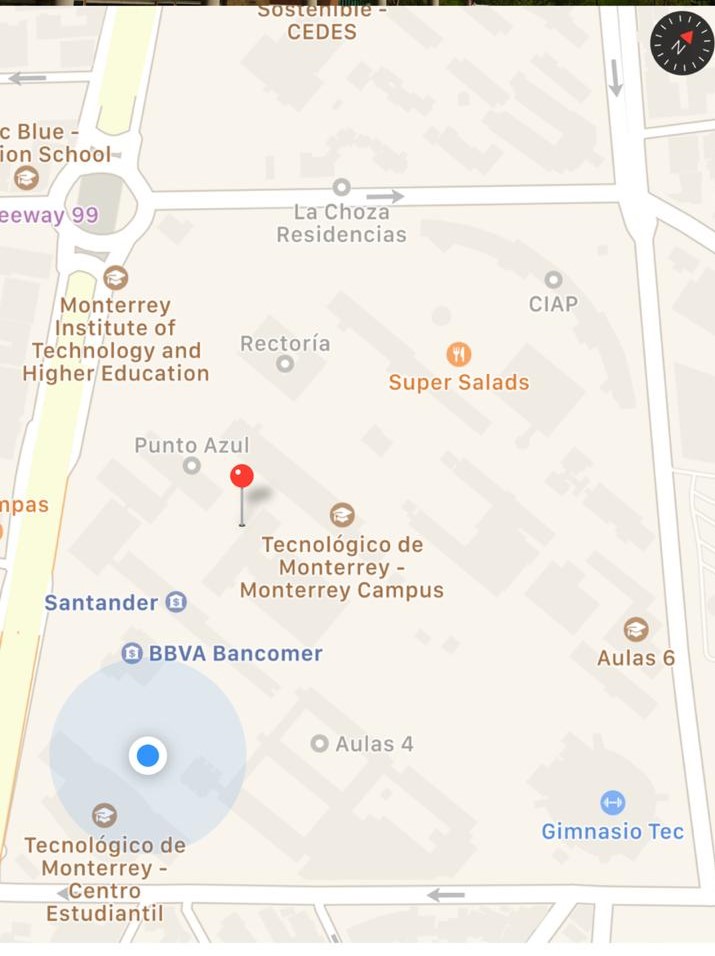 Sostenible -
CEDES
N
c Blue -
ion School
eeway 99
La Choza
Residencias
Monterrey
Institute of
Technology and
Higher Education
CIAP
Rectoría
Super Salads
Punto Azul
mpas
Tecnológico de
Monterrey -
Monterrey Campus
Santander
BBVA Bancomer
Aulas 6
Aulas 4
Gimnasio Tec
Tecnológico de
Monterrey -
Centro
Estudiantil